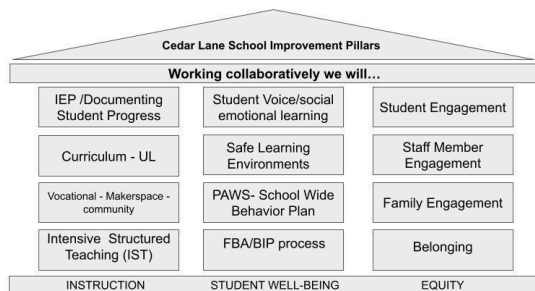 Cedar Lane School Improvement Pillars
Working collaboratively we will…
IEP /Documenting
Student Progress
Student Voice/social
emotional learning
Student Engagement
Curriculum - UL
Safe Learning
Environments
Staff Member
Engagement
Vocational - Makerspace -
community
PAWS- School Wide
Behavior Plan
Family Engagement
Intensive Structured
Teaching (IST)
FBA/BIP process
Belonging
INSTRUCTION
STUDENT WELL-BEING
EQUITY